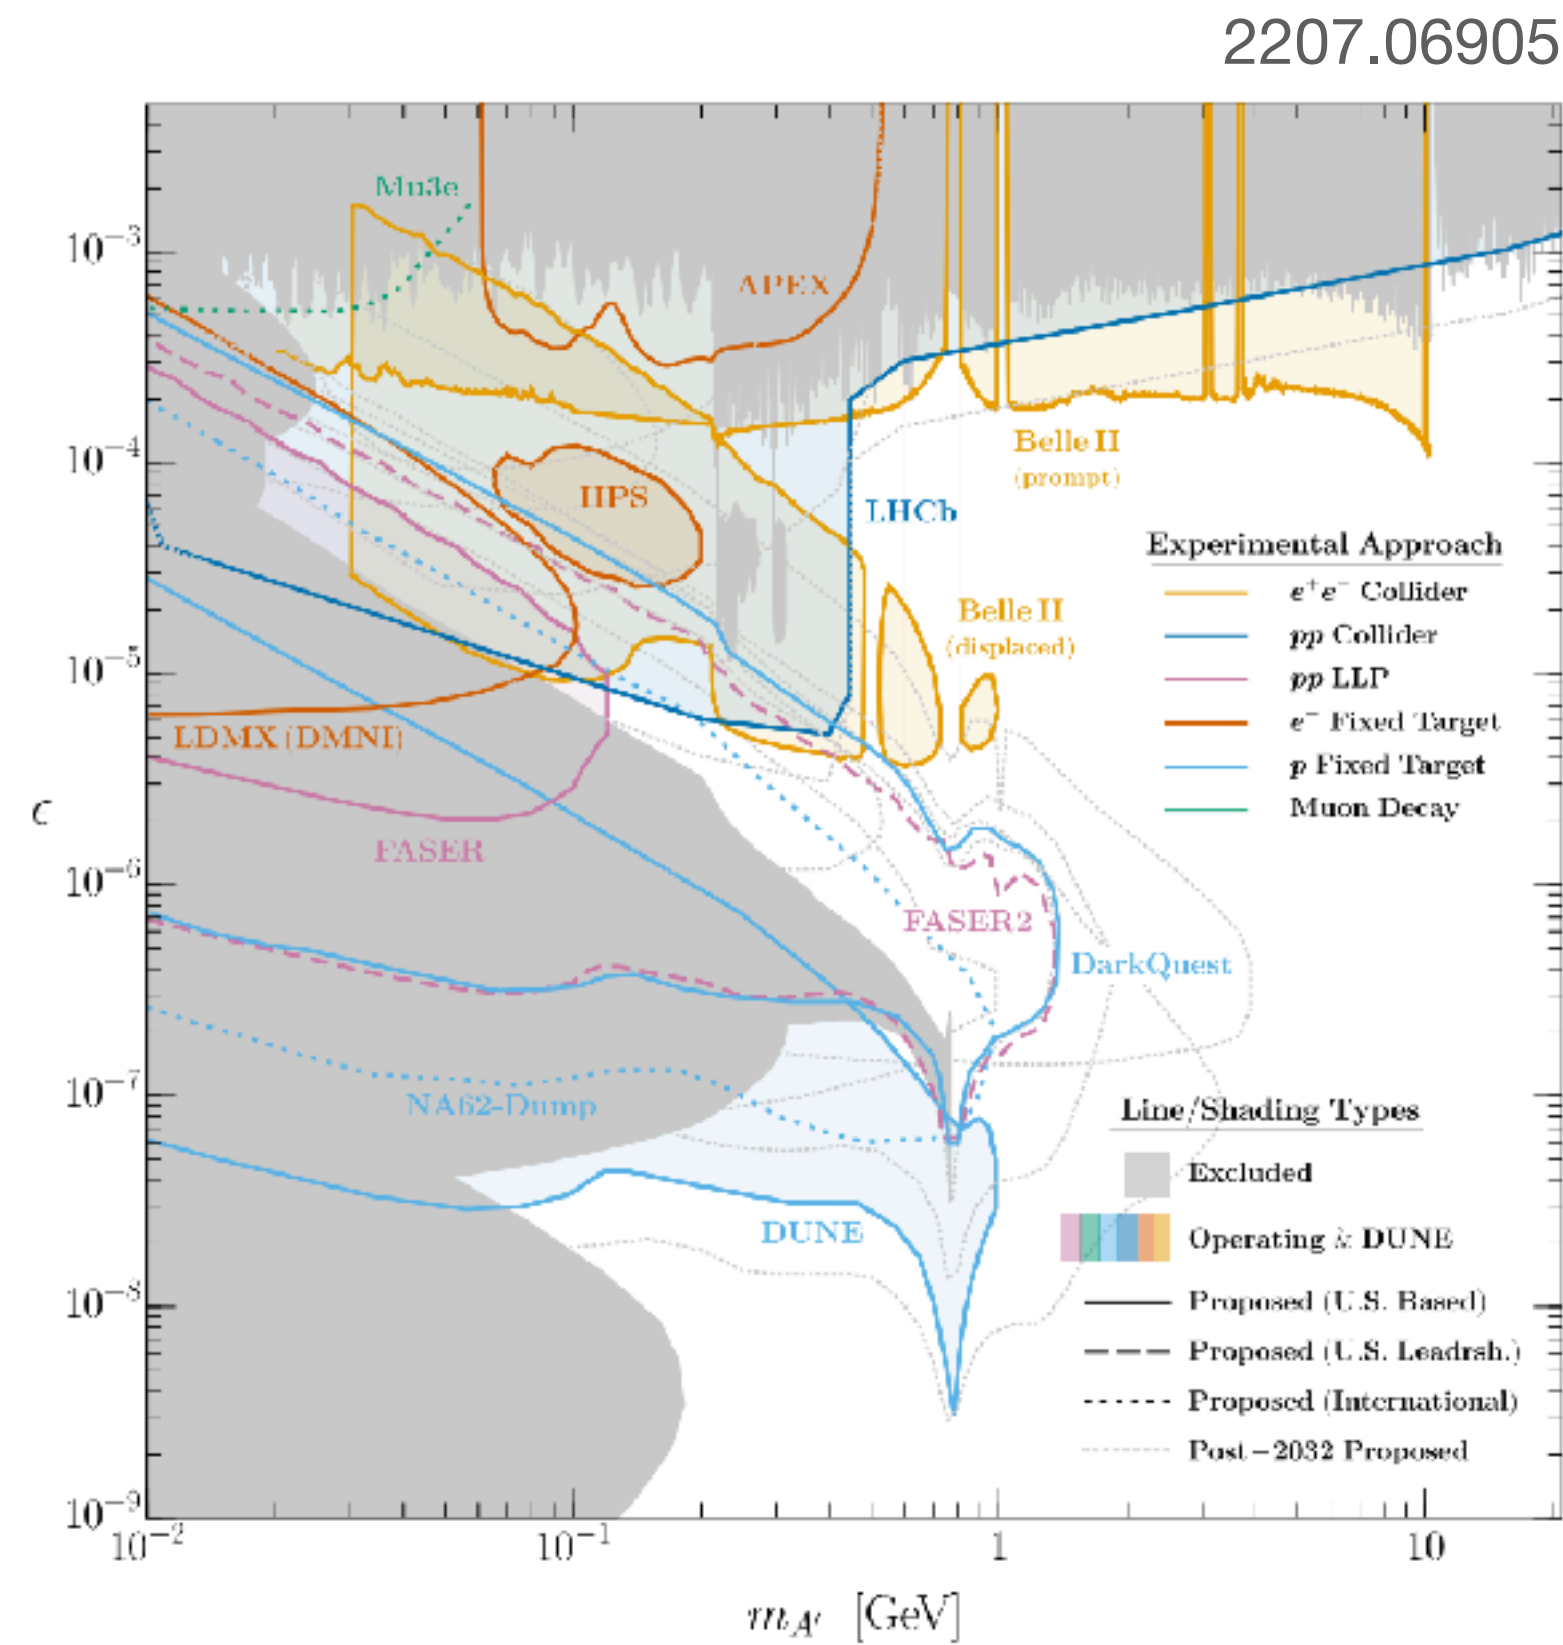 2207.06905
Mu3e
10⁻³
APEX
10⁻⁴
HPS
Belle II
(prompt)
LHCb
Experimental Approach
e⁺e⁻ Collider
pp Collider
pp LLP
e⁻ Fixed Target
p Fixed Target
Muon Decay
Belle II
(displaced)
10⁻⁵
LDMX (DMNI)
FASER
10⁻⁶
FASER2
DarkQuest
10⁻⁷
NA62-Dump
Line/Shading Types
Excluded
Operating & DUNE
Proposed (U.S. Based)
Proposed (U.S. Leadrsh.)
Proposed (International)
Post−2032 Proposed
DUNE
10⁻⁸
10⁻⁹
10⁻² 10⁻¹ 1 10
m_A′ [GeV]